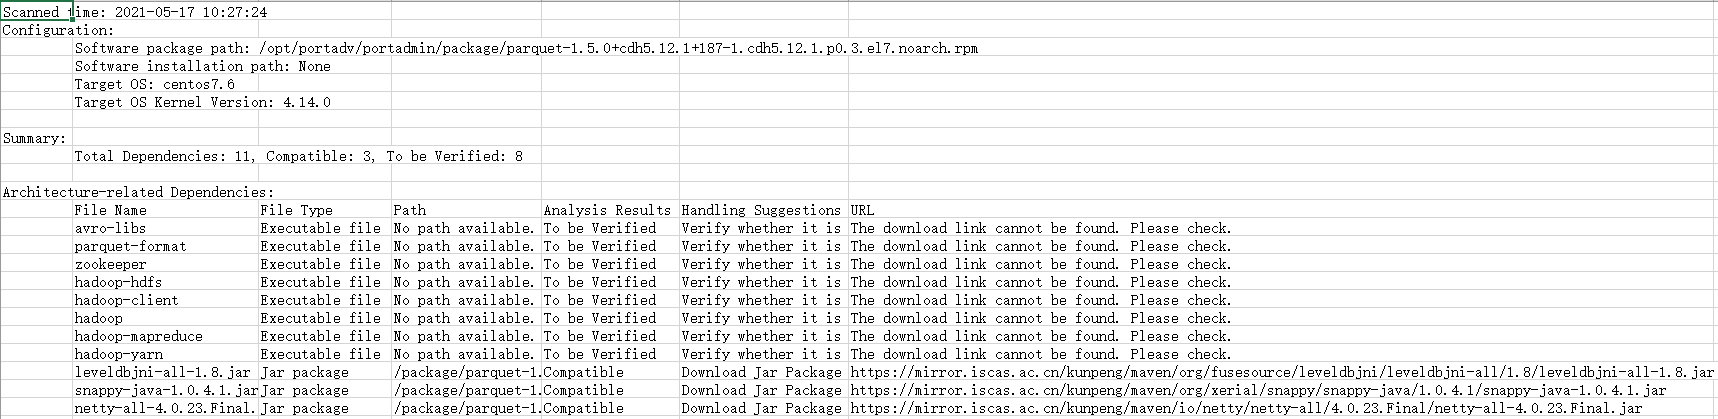 Scanned time: 2021-05-17 10:27:24
Configuration:
Software package path: /opt/portadv/portadmin/package/parquet-1.5.0+cdh5.12.1+187-1.cdh5.12.1.p0.3.el7.noarch.rpm
Software installation path: None
Target OS: centos7.6
Target OS Kernel Version: 4.14.0
Summary:
Total Dependencies: 11, Compatible: 3, To be Verified: 8
Architecture-related Dependencies:
File Name File Type Path Analysis Results Handling Suggestions URL
avro-libs Executable file No path available. To be Verified Verify whether it is The download link cannot be found. Please check.
parquet-format Executable file No path available. To be Verified Verify whether it is The download link cannot be found. Please check.
zookeeper Executable file No path available. To be Verified Verify whether it is The download link cannot be found. Please check.
hadoop-hdfs Executable file No path available. To be Verified Verify whether it is The download link cannot be found. Please check.
hadoop-client Executable file No path available. To be Verified Verify whether it is The download link cannot be found. Please check.
hadoop Executable file No path available. To be Verified Verify whether it is The download link cannot be found. Please check.
hadoop-mapreduce Executable file No path available. To be Verified Verify whether it is The download link cannot be found. Please check.
hadoop-yarn Executable file No path available. To be Verified Verify whether it is The download link cannot be found. Please check.
leveldbjni-all-1.8.jar Jar package /package/parquet-1. Compatible Download Jar Package https://mirror.iscas.ac.cn/kunpeng/maven/org/fusesource/leveldbjni/leveldbjni-all/1.8/leveldbjni-all-1.8.jar
snappy-java-1.0.4.1.jar Jar package /package/parquet-1. Compatible Download Jar Package https://mirror.iscas.ac.cn/kunpeng/maven/org/xerial/snappy/snappy-java/1.0.4.1/snappy-java-1.0.4.1.jar
netty-all-4.0.23.Final. Jar package /package/parquet-1. Compatible Download Jar Package https://mirror.iscas.ac.cn/kunpeng/maven/io/netty/netty-all/4.0.23.Final/netty-all-4.0.23.Final.jar